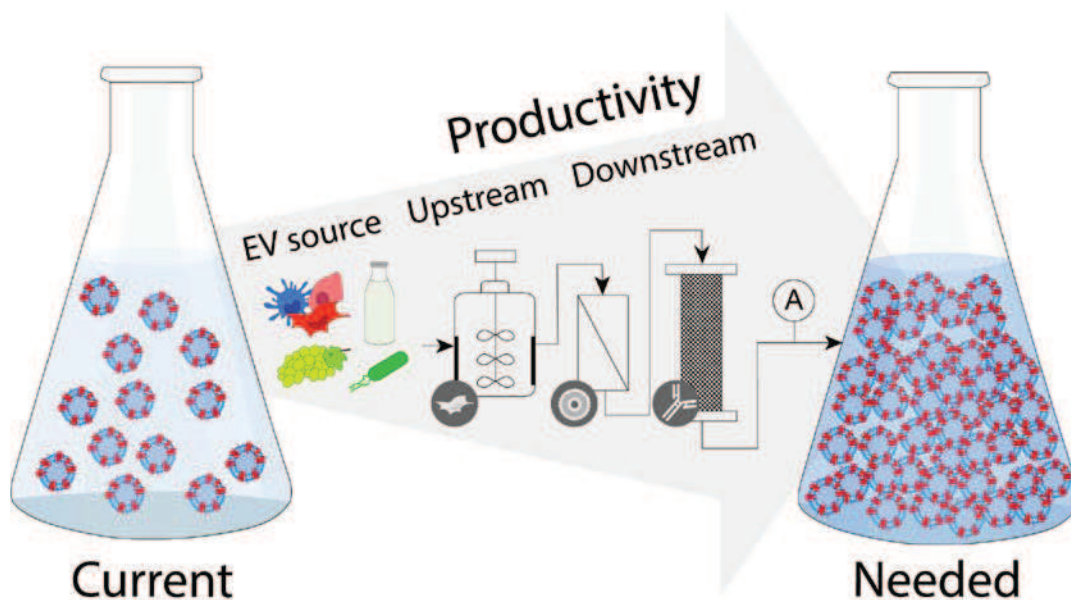 Productivity
EV source Upstream Downstream
A
Current
Needed